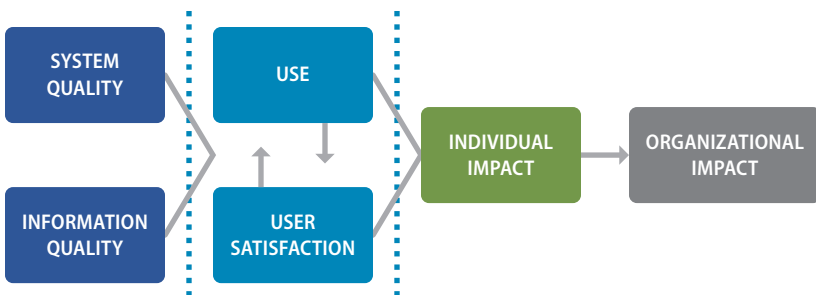 SYSTEM
QUALITY
USE
INDIVIDUAL
IMPACT
ORGANIZATIONAL
IMPACT
INFORMATION
QUALITY
USER
SATISFACTION